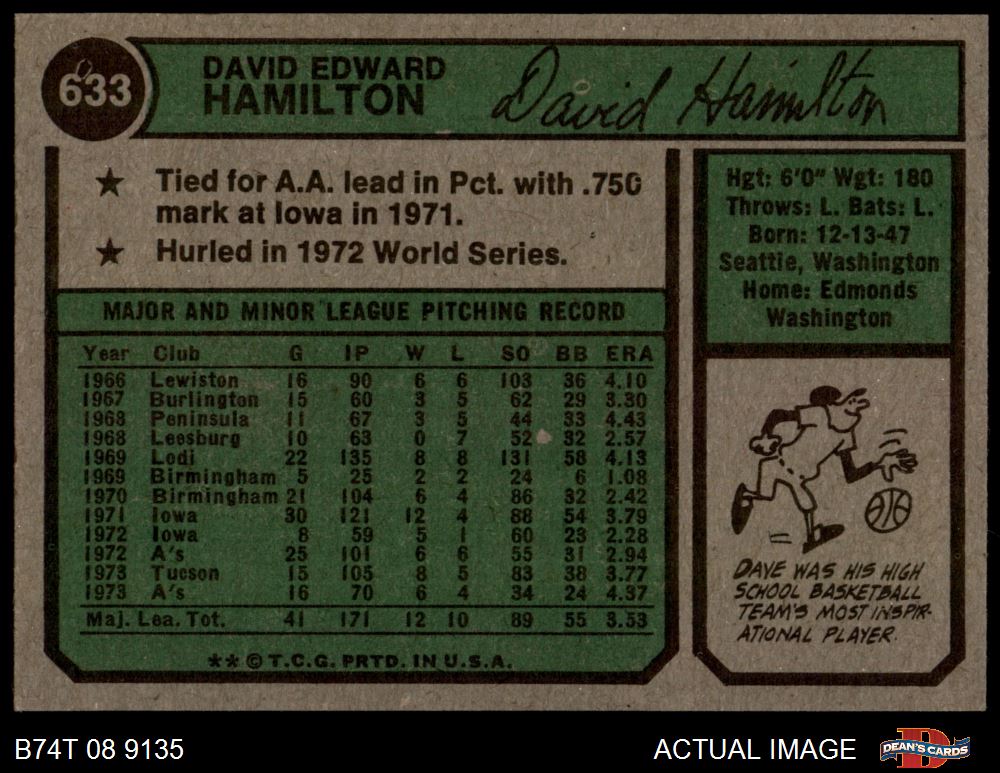 633
DAVID EDWARD
HAMILTON
David Hamilton
★ Tied for A.A. lead in Pct. with .750
mark at Iowa in 1971.
★ Hurled in 1972 World Series.
MAJOR AND MINOR LEAGUE PITCHING RECORD
Year Club G IP W L SO BB ERA
1966 Lewiston 16 90 6 6 103 36 4.10
1967 Burlington 15 60 3 5 62 29 3.30
1968 Peninsula 11 67 3 5 44 33 4.43
1968 Leesburg 10 63 0 7 52 32 2.57
1969 Lodi 22 135 8 8 131 58 4.13
1969 Birmingham 5 25 2 2 24 6 1.08
1970 Birmingham 21 104 6 4 86 32 2.42
1971 Iowa 30 121 12 4 88 54 3.79
1972 Iowa 8 59 5 1 60 23 2.28
1972 A's 25 101 6 6 55 31 2.94
1973 Tucson 15 105 8 5 83 38 3.77
1973 A's 16 70 6 4 34 24 4.37
Maj. Lea. Tot. 41 171 12 10 89 55 3.53
** © T.C.G. PRTD. IN U.S.A.
Hgt: 6'0" Wgt: 180
Throws: L. Bats: L.
Born: 12-13-47
Seattle, Washington
Home: Edmonds
Washington
DAVE WAS HIS HIGH
SCHOOL BASKETBALL
TEAM'S MOST INSPIR-
ATIONAL PLAYER.
B74T 08 9135
ACTUAL IMAGE
DEAN'S CARDS